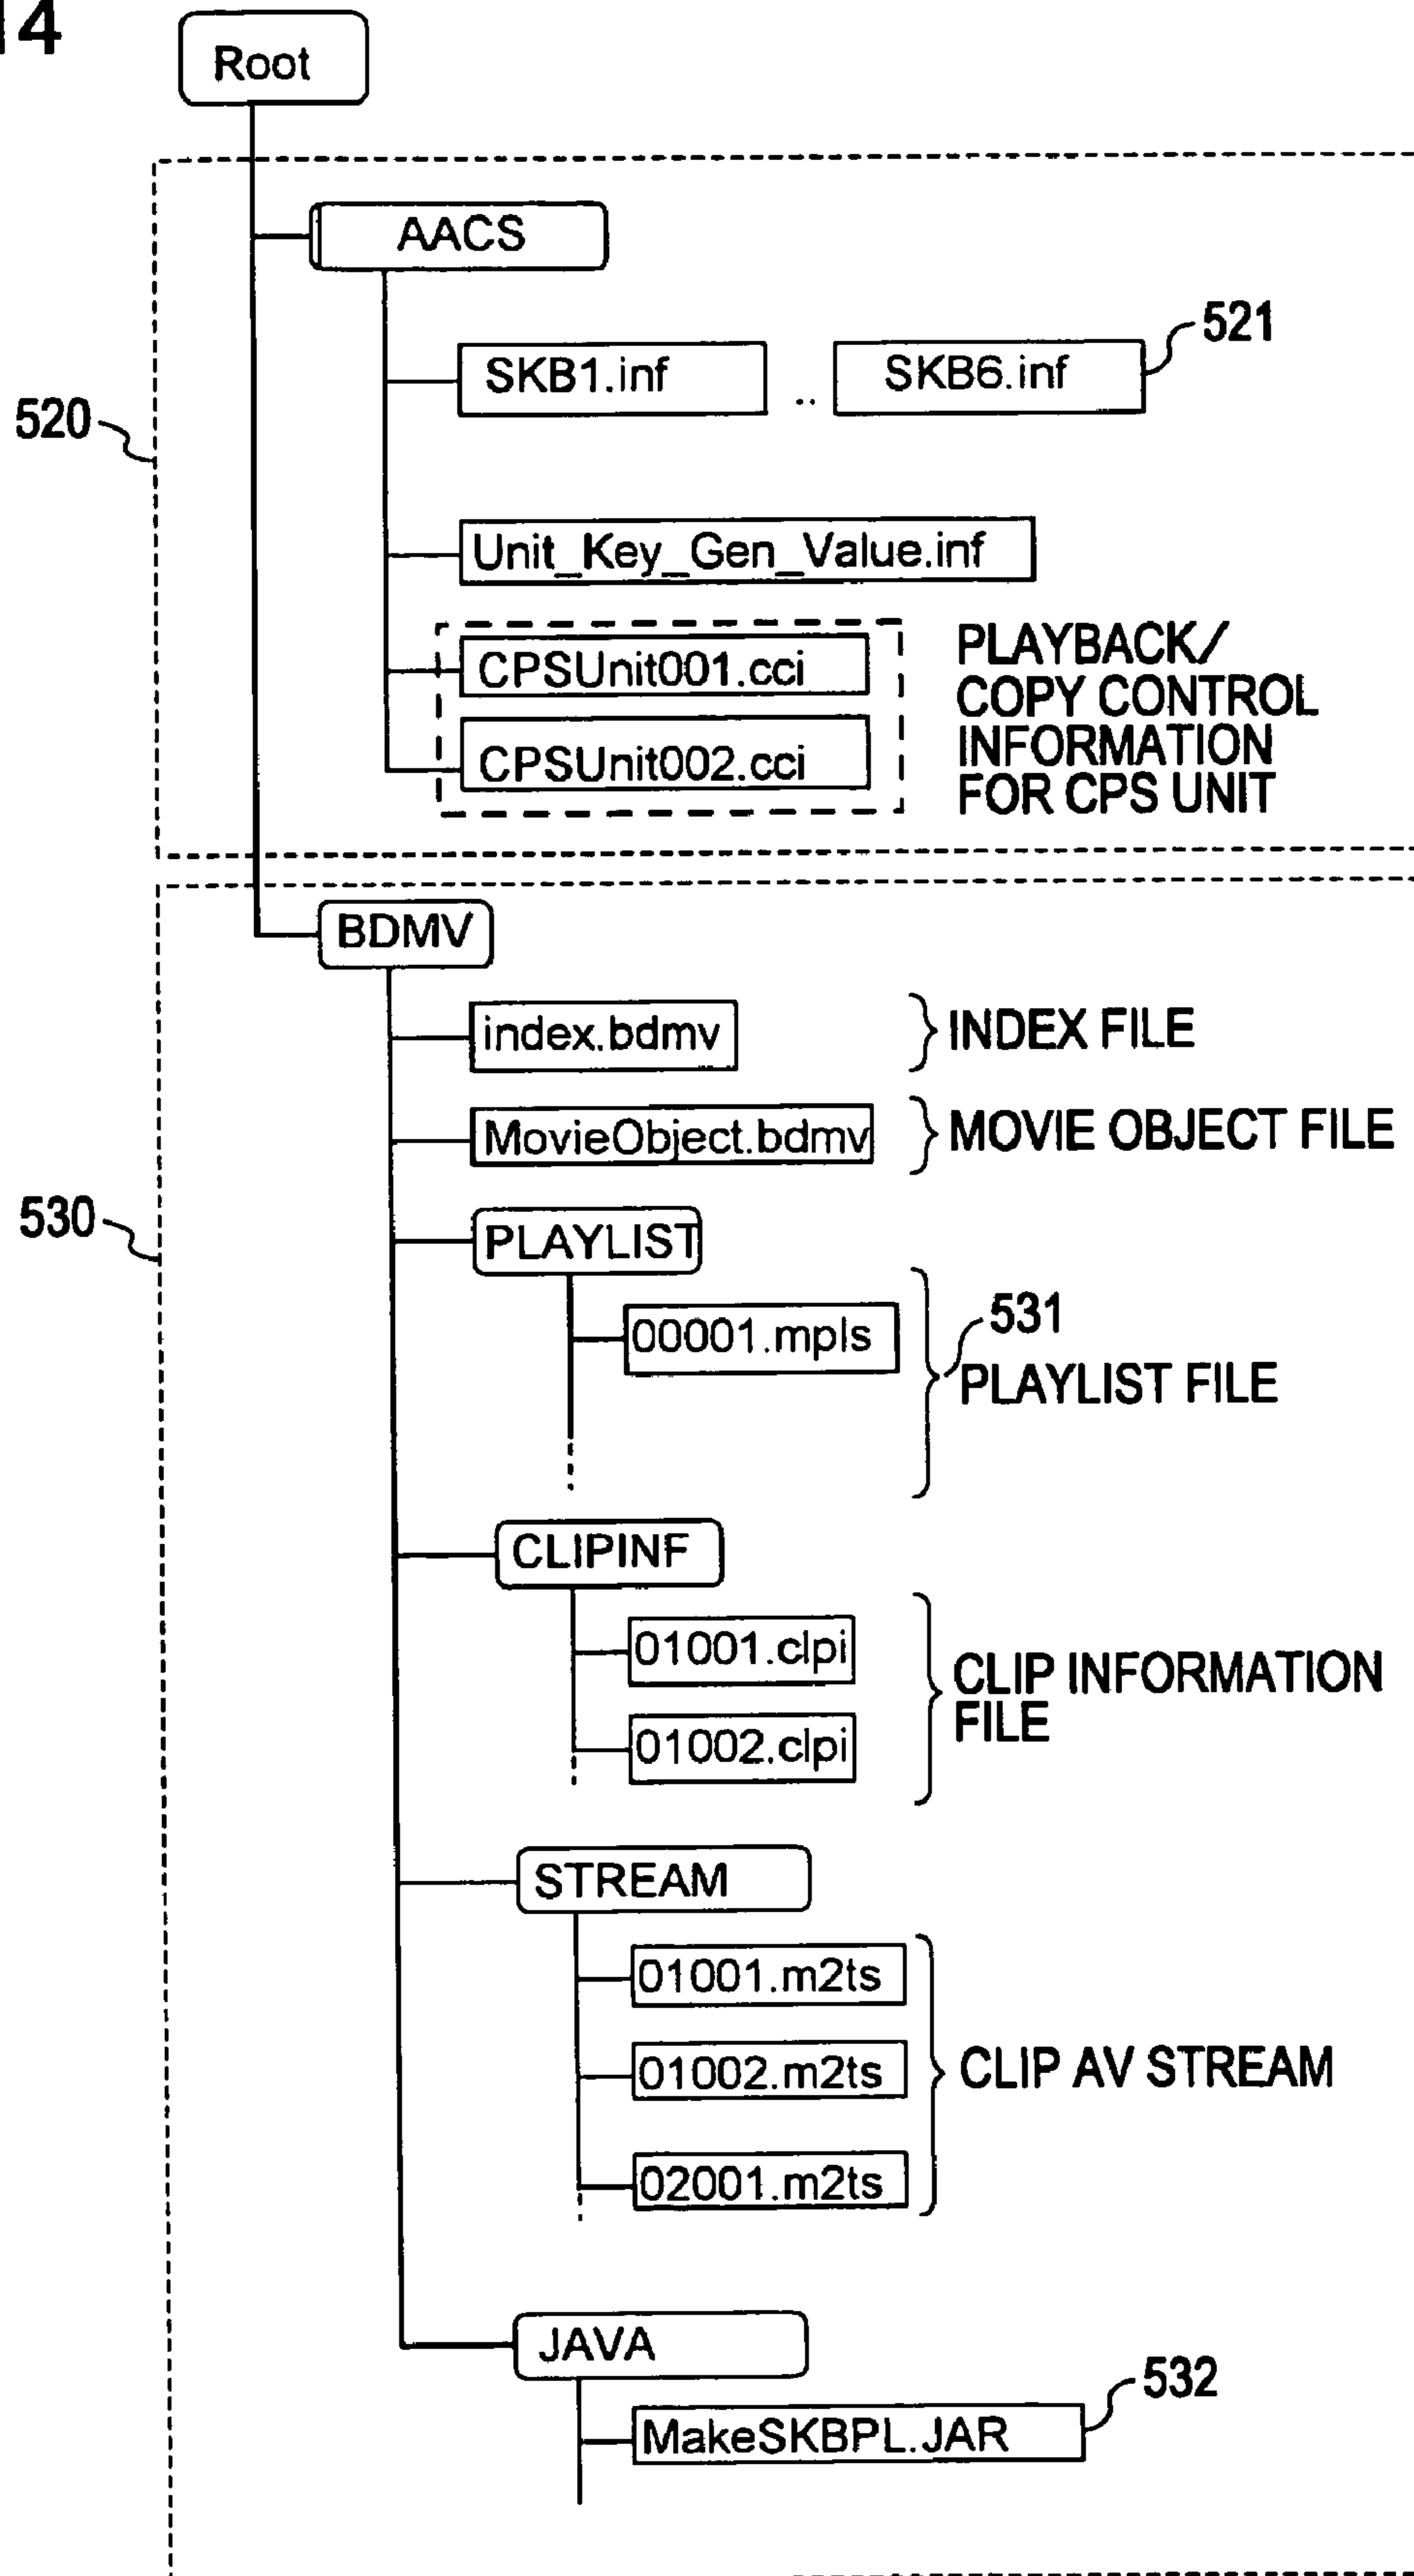 14
Root
AACS
521
SKB1.inf .. SKB6.inf
520
Unit_Key_Gen_Value.inf
CPSUnit001.cci
CPSUnit002.cci
PLAYBACK/
COPY CONTROL
INFORMATION
FOR CPS UNIT
BDMV
index.bdmv
INDEX FILE
MovieObject.bdmv
MOVIE OBJECT FILE
530
PLAYLIST
00001.mpls
531
PLAYLIST FILE
CLIPINF
01001.clpi
01002.clpi
CLIP INFORMATION
FILE
STREAM
01001.m2ts
01002.m2ts
02001.m2ts
CLIP AV STREAM
JAVA
532
MakeSKBPL.JAR